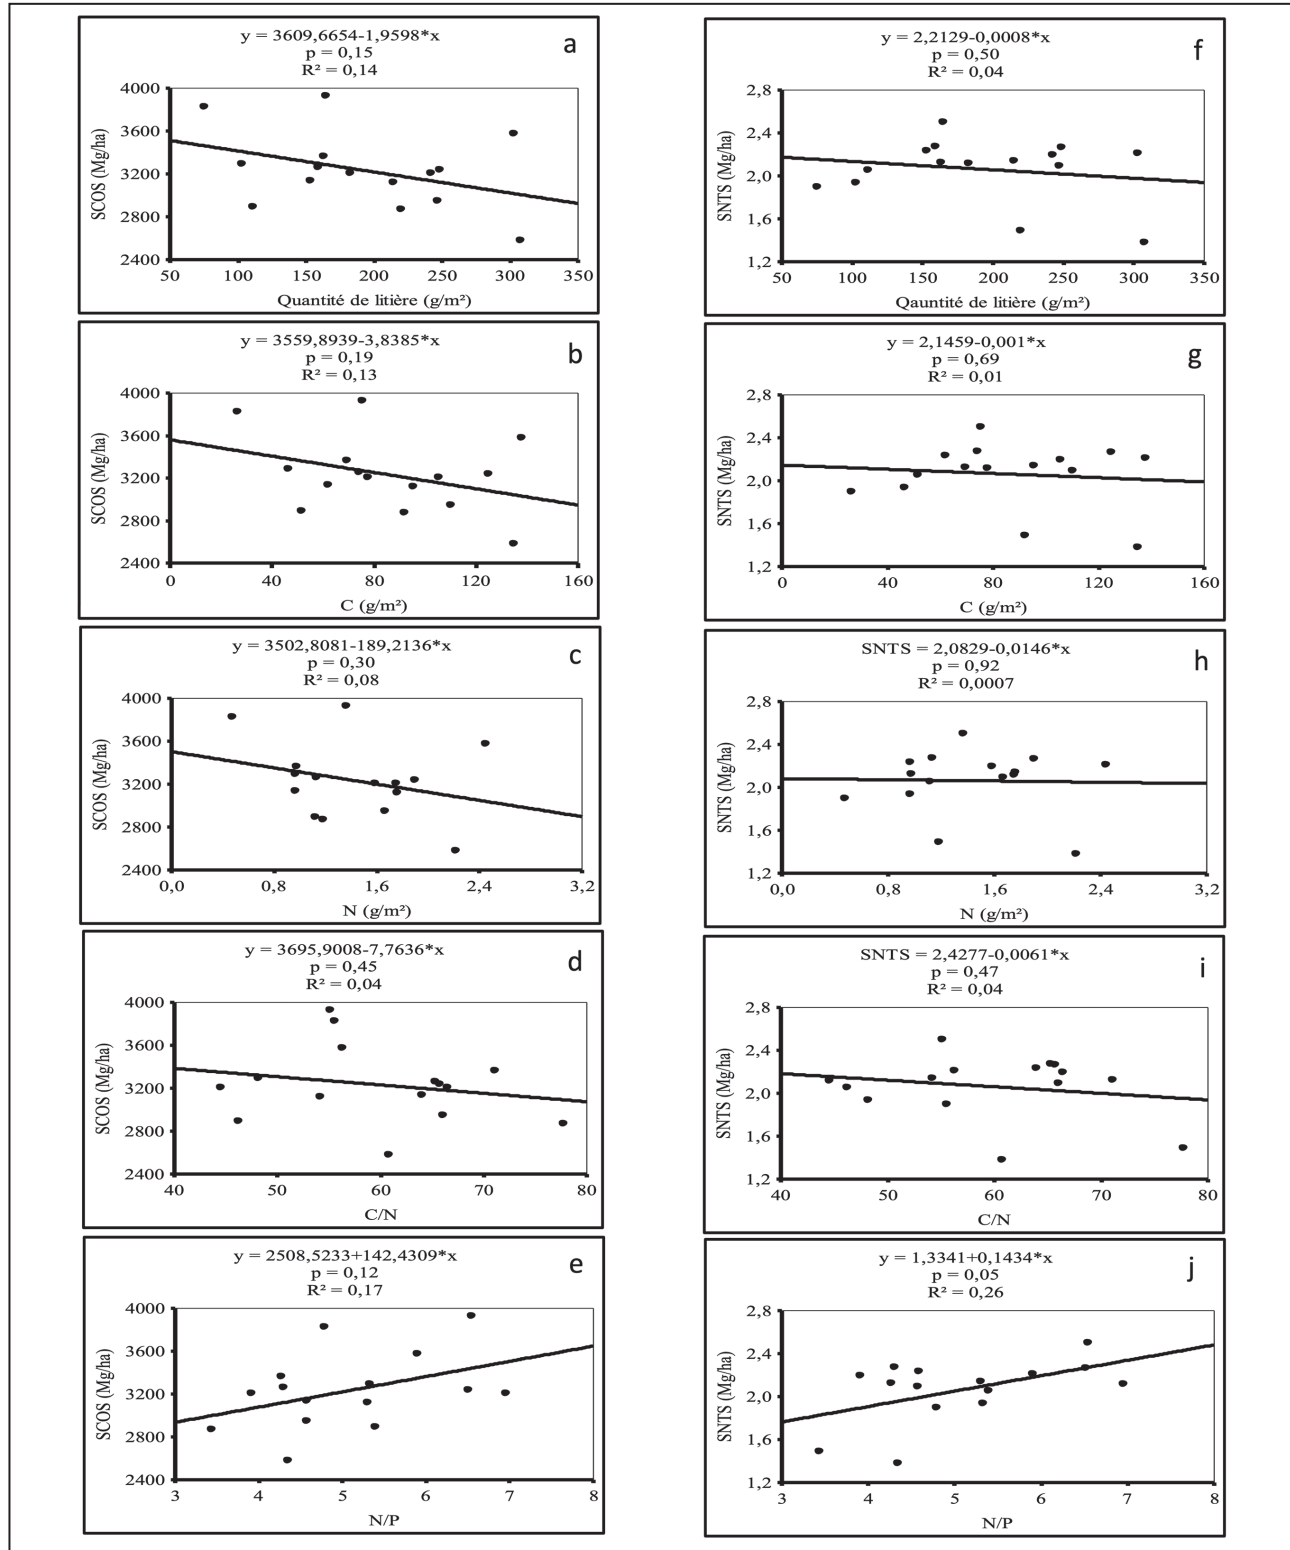 y = 3609,6654-1,9598*x
a
p = 0,15
R² = 0,14
4000
3600
3200
2800
2400
SCOS (Mg/ha)
50 100 150 200 250 300 350
Quantité de litière (g/m²)
y = 3559,8939-3,8385*x
b
p = 0,19
R² = 0,13
4000
3600
3200
2800
2400
SCOS (Mg/ha)
0 40 80 120 160
C (g/m²)
y = 3502,8081-189,2136*x
c
p = 0,30
R² = 0,08
4000
3600
3200
2800
2400
SCOS (Mg/ha)
0,0 0,8 1,6 2,4 3,2
N (g/m²)
y = 3695,9008-7,7636*x
d
p = 0,45
R² = 0,04
4000
3600
3200
2800
2400
SCOS (Mg/ha)
40 50 60 70 80
C/N
y = 2508,5233+142,4309*x
e
p = 0,12
R² = 0,17
4000
3600
3200
2800
2400
SCOS (Mg/ha)
3 4 5 6 7 8
N/P
y = 2,2129-0,0008*x
f
p = 0,50
R² = 0,04
2,8
2,4
2,0
1,6
1,2
SNTS (Mg/ha)
50 100 150 200 250 300 350
Qauntité de litière (g/m²)
y = 2,1459-0,001*x
g
p = 0,69
R² = 0,01
2,8
2,4
2,0
1,6
1,2
SNTS (Mg/ha)
0 40 80 120 160
C (g/m²)
SNTS = 2,0829-0,0146*x
h
p = 0,92
R² = 0,0007
2,8
2,4
2,0
1,6
1,2
SNTS (Mg/ha)
0,0 0,8 1,6 2,4 3,2
N (g/m²)
SNTS = 2,4277-0,0061*x
i
p = 0,47
R² = 0,04
2,8
2,4
2,0
1,6
1,2
SNTS (Mg/ha)
40 50 60 70 80
C/N
y = 1,3341+0,1434*x
j
p = 0,05
R² = 0,26
2,8
2,4
2,0
1,6
1,2
SNTS (Mg/ha)
3 4 5 6 7 8
N/P